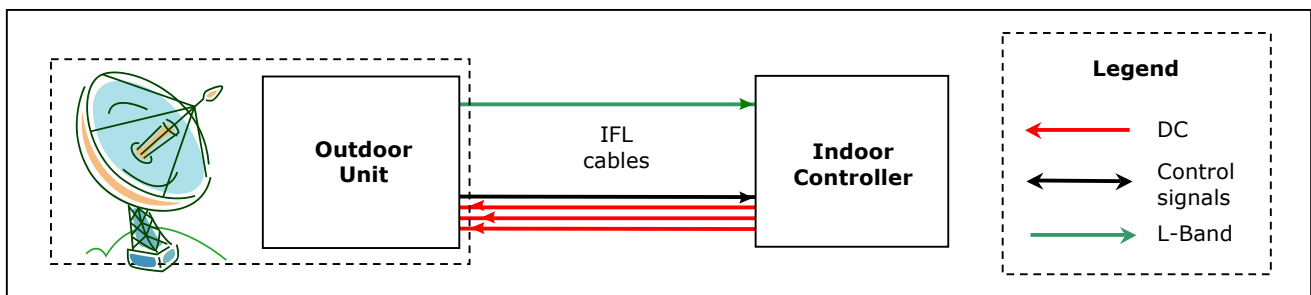 Outdoor
Unit
IFL
cables
Indoor
Controller
Legend
DC
Control
signals
L-Band